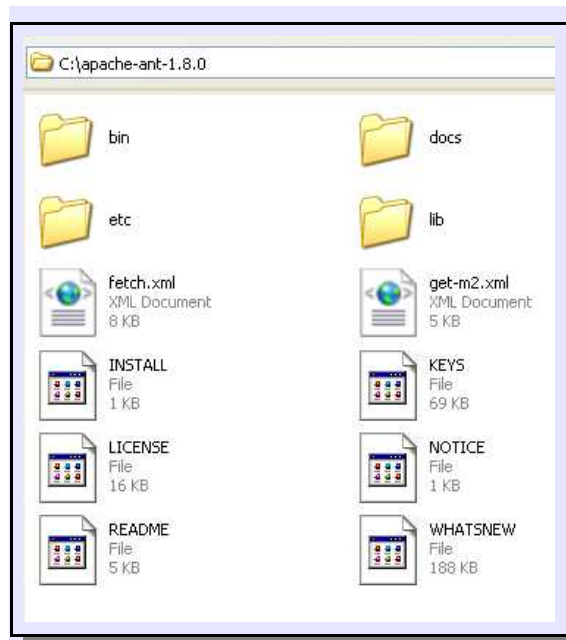 C:\apache-ant-1.8.0
bin
docs
etc
lib
fetch.xml
XML Document
8 KB
get-m2.xml
XML Document
5 KB
INSTALL
File
1 KB
KEYS
File
69 KB
LICENSE
File
16 KB
NOTICE
File
1 KB
README
File
5 KB
WHATSNEW
File
188 KB